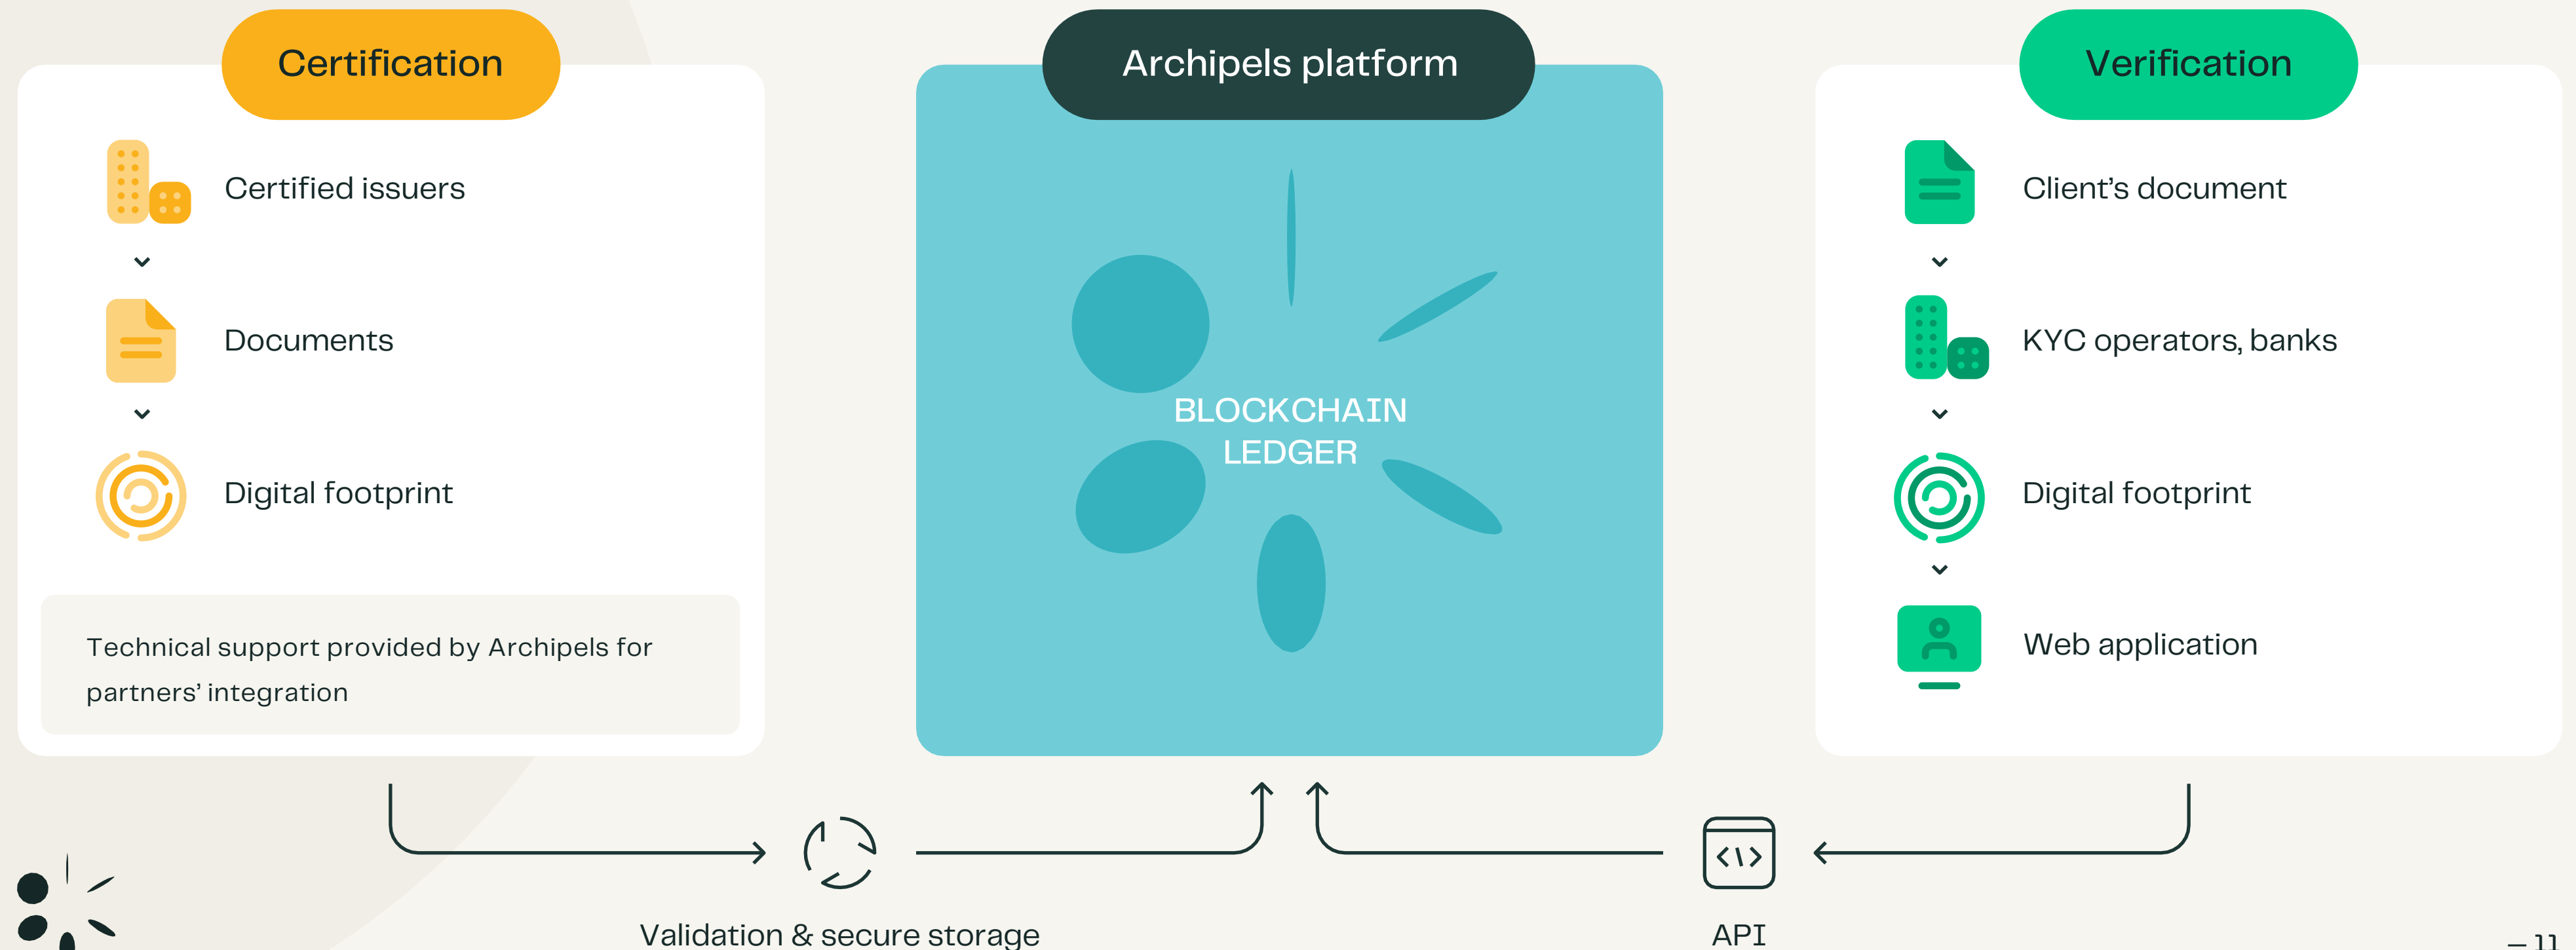 Certification
Certified issuers
Documents
Digital footprint
Technical support provided by Archipels for
partners’ integration
Archipels platform
BLOCKCHAIN
LEDGER
Verification
Client’s document
KYC operators, banks
Digital footprint
Web application
Validation & secure storage
API
– 11